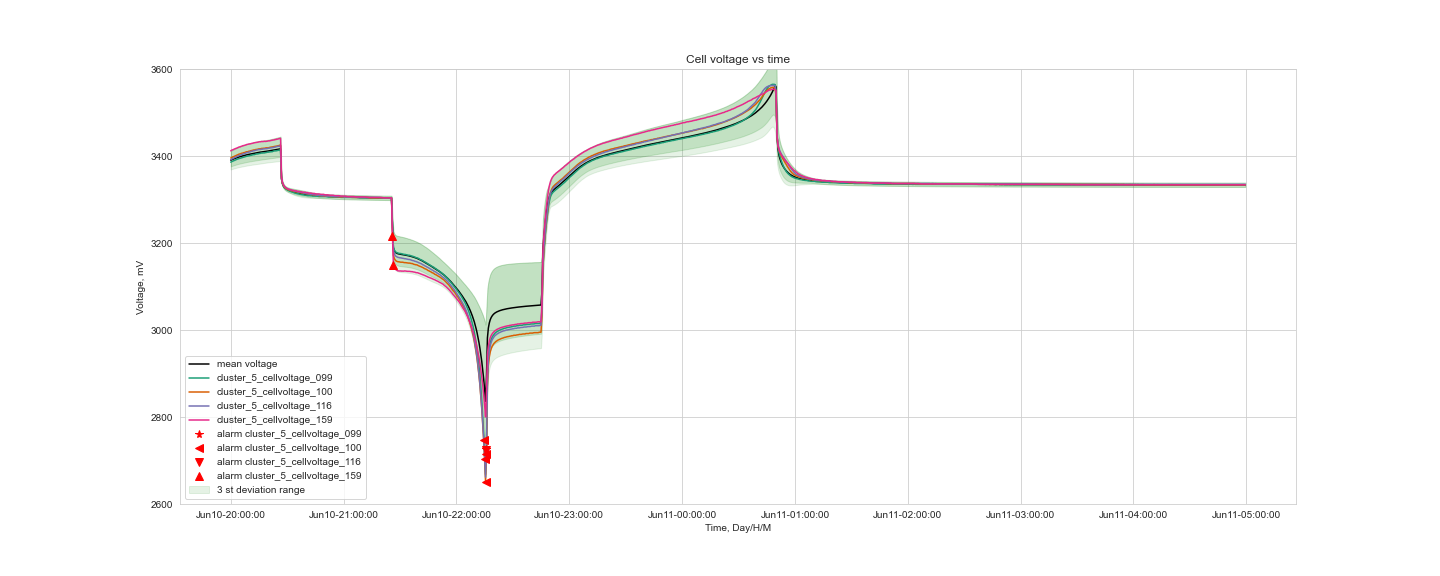 Cell voltage vs time
3600
3400
3200
3000
2800
2600
Voltage, mV
mean voltage
cluster_5_cellvoltage_099
cluster_5_cellvoltage_100
cluster_5_cellvoltage_116
cluster_5_cellvoltage_159
alarm cluster_5_cellvoltage_099
alarm cluster_5_cellvoltage_100
alarm cluster_5_cellvoltage_116
alarm cluster_5_cellvoltage_159
3 st deviation range
Jun10-20:00:00 Jun10-21:00:00 Jun10-22:00:00 Jun10-23:00:00 Jun11-00:00:00 Jun11-01:00:00 Jun11-02:00:00 Jun11-03:00:00 Jun11-04:00:00 Jun11-05:00:00
Time, Day/H/M